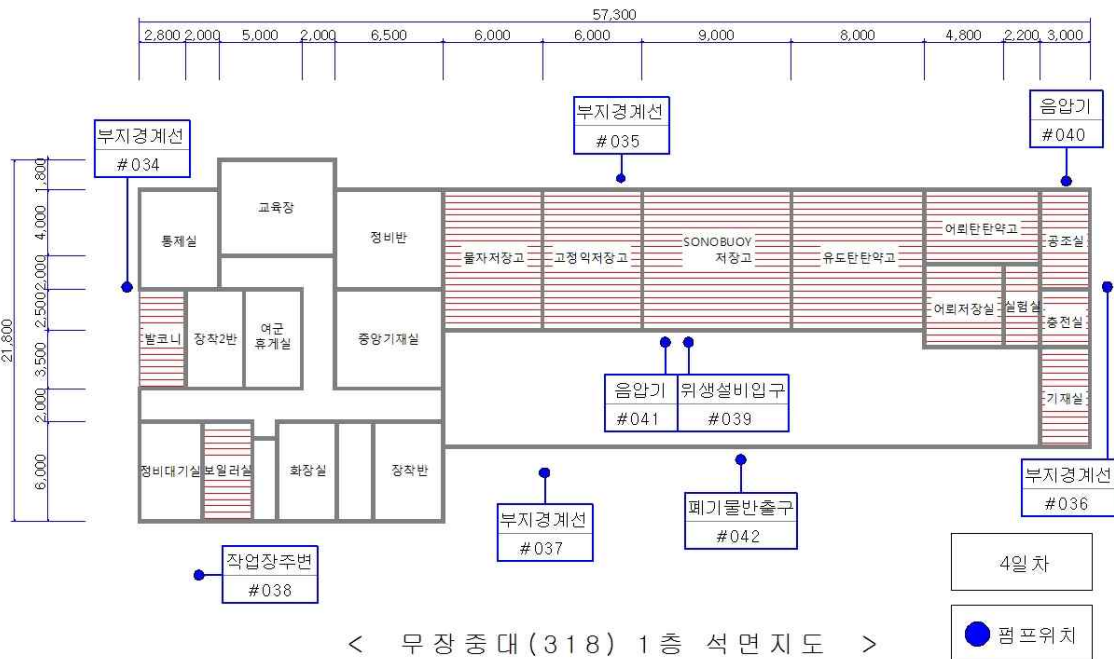 57,300
2,800 2,000 5,000 2,000 6,500 6,000 6,000 9,000 8,000 4,800 2,200 3,000
부지경계선
#034
부지경계선
#035
음압기
#040
21,800
1,800
4,000
2,000
2,500
3,500
2,000
6,000
통제실
교육장
정비반
물자저장고
고정익저장고
SONOBUOY
저장고
유도탄탄약고
어뢰탄탄약고
공조실
발코니
장착2반
여군
휴게실
중앙기재실
어뢰저장실
실험실
충전실
기재실
음압기
#041
위생설비입구
#039
정비대기실
보일러실
화장실
장착반
부지경계선
#036
부지경계선
#037
폐기물반출구
#042
작업장주변
#038
4일차
펌프위치
< 무장중대(318) 1층 석면지도 >